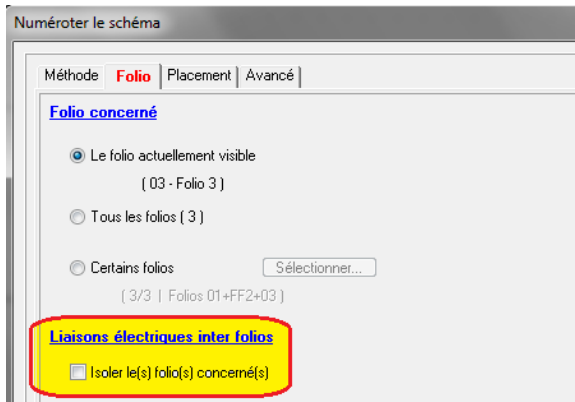 Numéroter le schéma
Méthode Folio Placement Avancé
Folio concerné
Le folio actuellement visible
( 03 - Folio 3 )
Tous les folios ( 3 )
Certains folios Sélectionner...
( 3/3 | Folios 01+FF2+03 )
Liaisons électriques inter folios
Isoler le(s) folio(s) concerné(s)